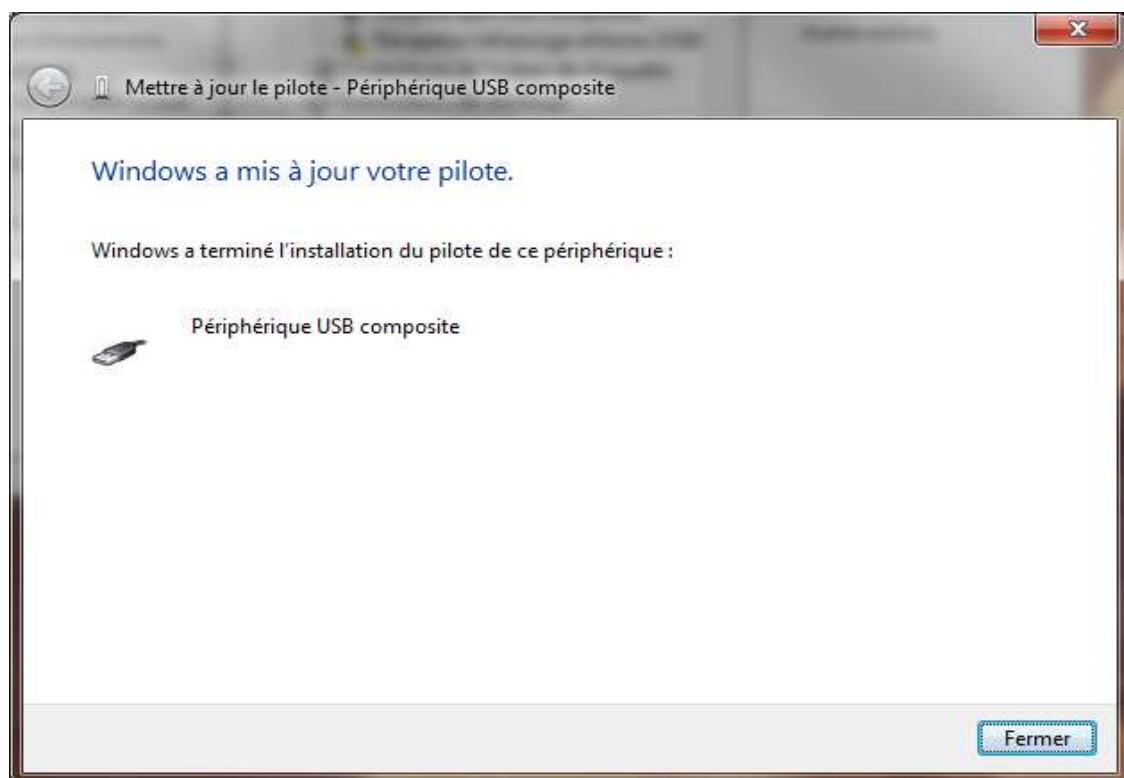 Mettre à jour le pilote - Périphérique USB composite
Windows a mis à jour votre pilote.
Windows a terminé l'installation du pilote de ce périphérique :
Périphérique USB composite
Fermer